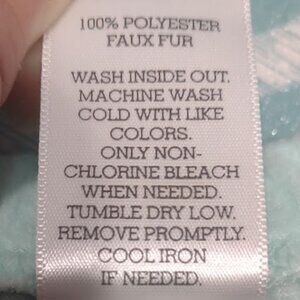 100% POLYESTER
FAUX FUR
WASH INSIDE OUT.
MACHINE WASH
COLD WITH LIKE
COLORS.
ONLY NON-
CHLORINE BLEACH
WHEN NEEDED.
TUMBLE DRY LOW.
REMOVE PROMPTLY.
COOL IRON
IF NEEDED.